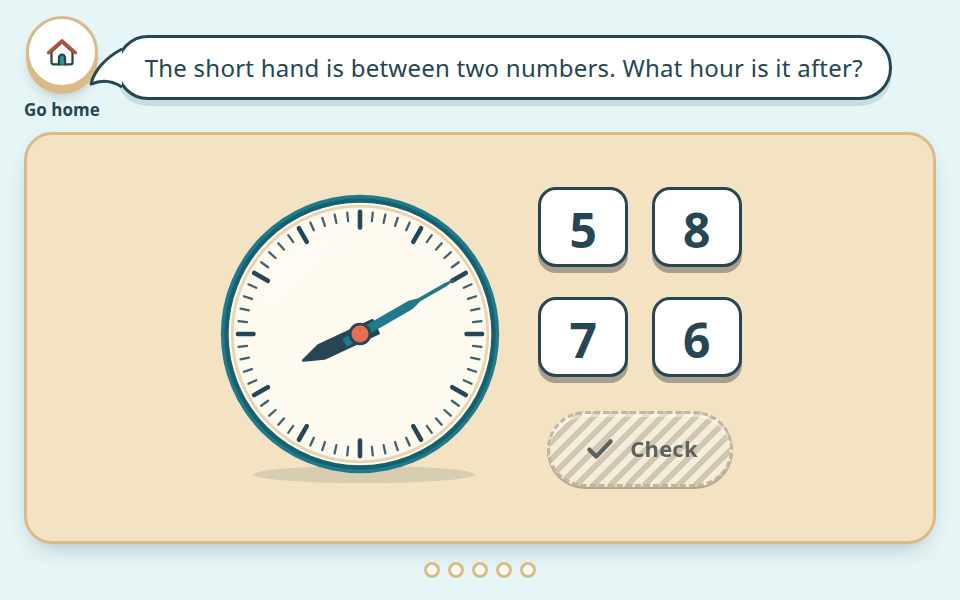 The short hand is between two numbers. What hour is it after?
Go home
5 8
7 6
Check